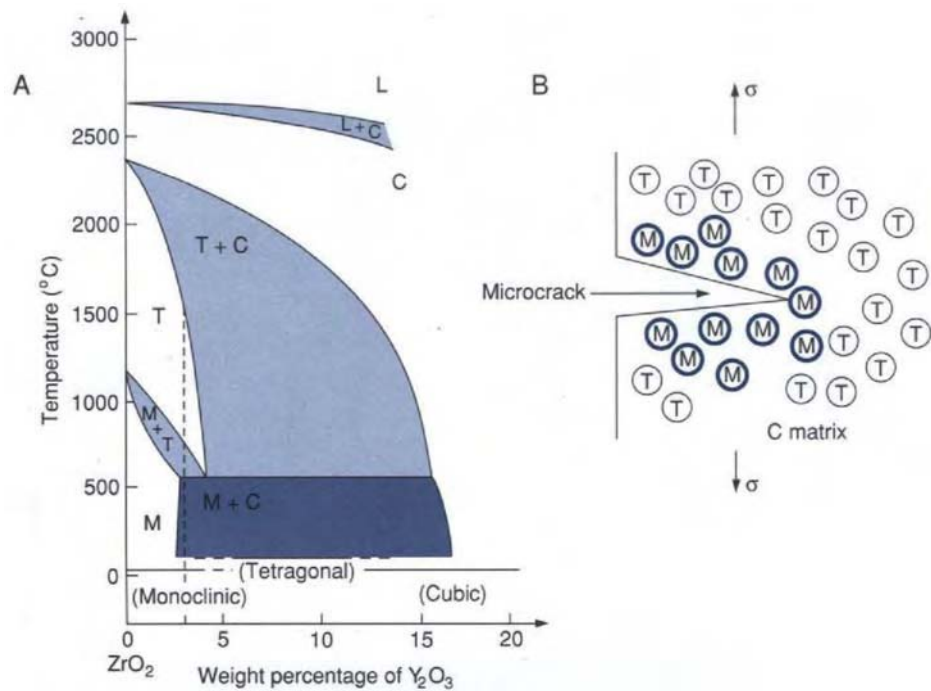 A
Temperature (°C)
3000
2500
2000
1500
1000
500
0
L
L + C
C
T + C
T
M
+
T
M + C
M
(Tetragonal)
(Monoclinic)
(Cubic)
0
5
10
15
20
ZrO₂
Weight percentage of Y₂O₃
B
σ
T T T T T
T T T
M M M T T T
M M T
M
Microcrack
T
M M M M T T
M M T
T T T
T
C matrix
σ